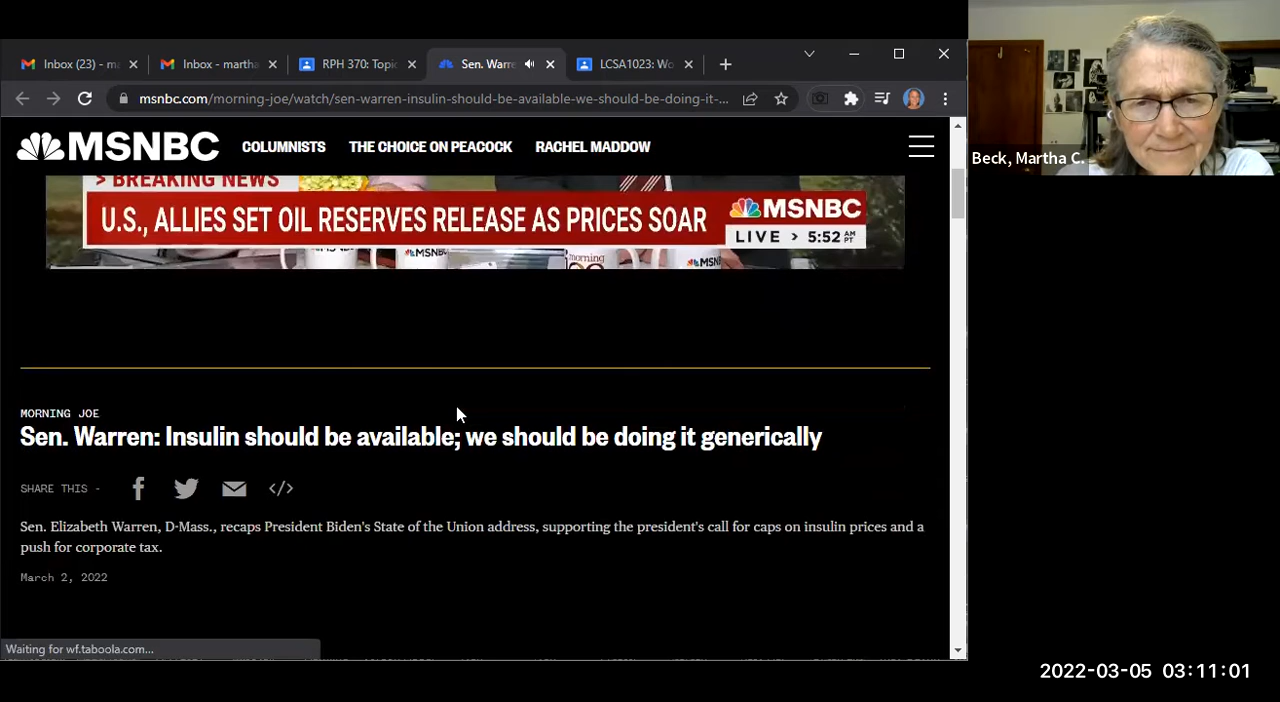 Inbox (23) - m
Inbox - martha
RPH 370: Topi
Sen. Warre
LCSA1023: Wo
msnbc.com/morning-joe/watch/sen-warren-insulin-should-be-available-we-should-be-doing-it-...
MSNBC
COLUMNISTS
THE CHOICE ON PEACOCK
RACHEL MADDOW
> BREAKING NEWS
U.S., ALLIES SET OIL RESERVES RELEASE AS PRICES SOAR
MSNBC
LIVE > 5:52 AM PT
MSNBC
morning
MSN
MORNING JOE
Sen. Warren: Insulin should be available; we should be doing it generically
SHARE THIS -
Sen. Elizabeth Warren, D-Mass., recaps President Biden's State of the Union address, supporting the president's call for caps on insulin prices and a
push for corporate tax.
March 2, 2022
Waiting for wf.taboola.com...
Beck, Martha C.
2022-03-05 03:11:01